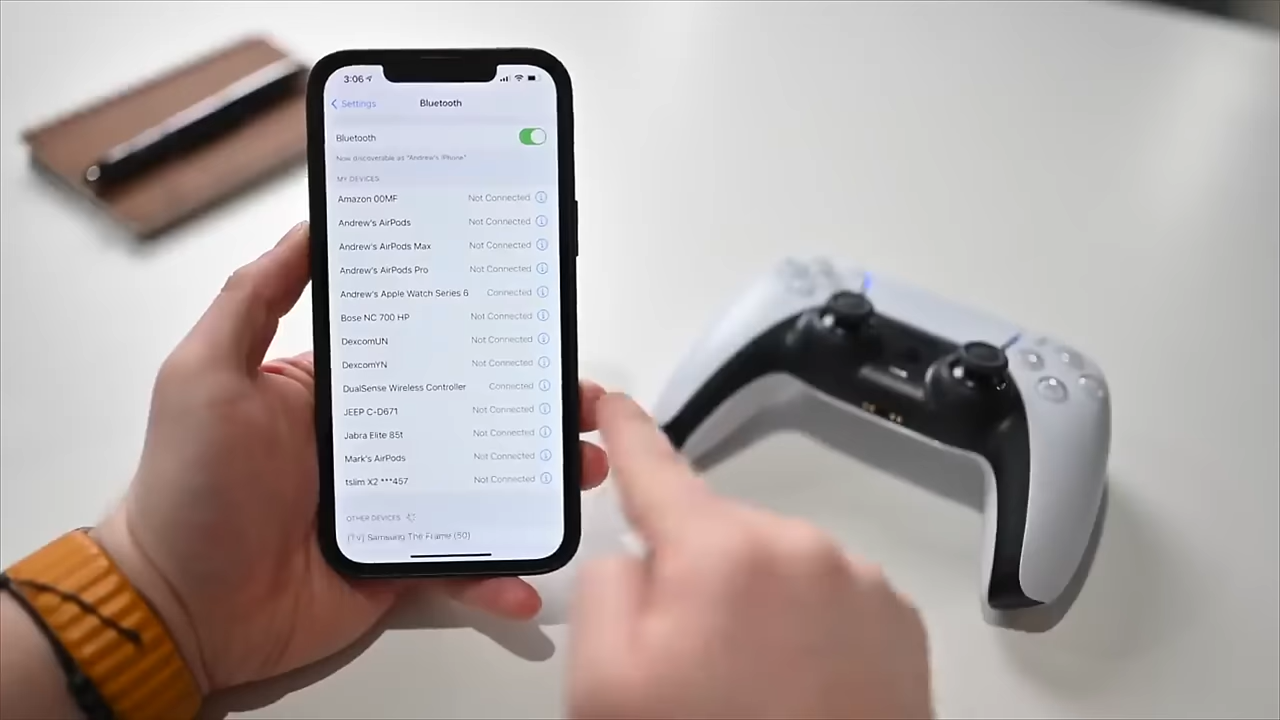 3:06
Settings
Bluetooth
Bluetooth
Now discoverable as "Andrew's iPhone"
MY DEVICES
Amazon 00MF Not Connected
Andrew's AirPods Not Connected
Andrew's AirPods Max Not Connected
Andrew's AirPods Pro Not Connected
Andrew's Apple Watch Series 6 Connected
Bose NC 700 HP Not Connected
DexcomUN Not Connected
DexcomYN Not Connected
DualSense Wireless Controller Connected
JEEP C-D671 Not Connected
Jabra Elite 85t Not Connected
Mark's AirPods Not Connected
tslim X2 ***457 Not Connected
OTHER DEVICES
[TV] Samsung The Frame (50)